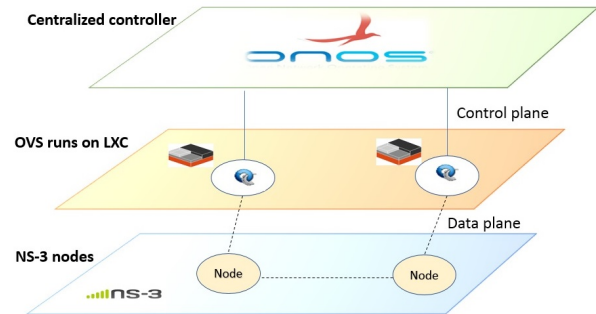 Centralized controller
onos
Control plane
OVS runs on LXC
Data plane
NS-3 nodes
Node
Node
ns-3